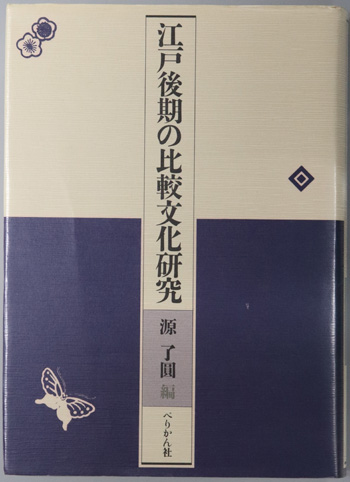 江戸後期の比較文化研究
源 了圓 編
ぺりかん社